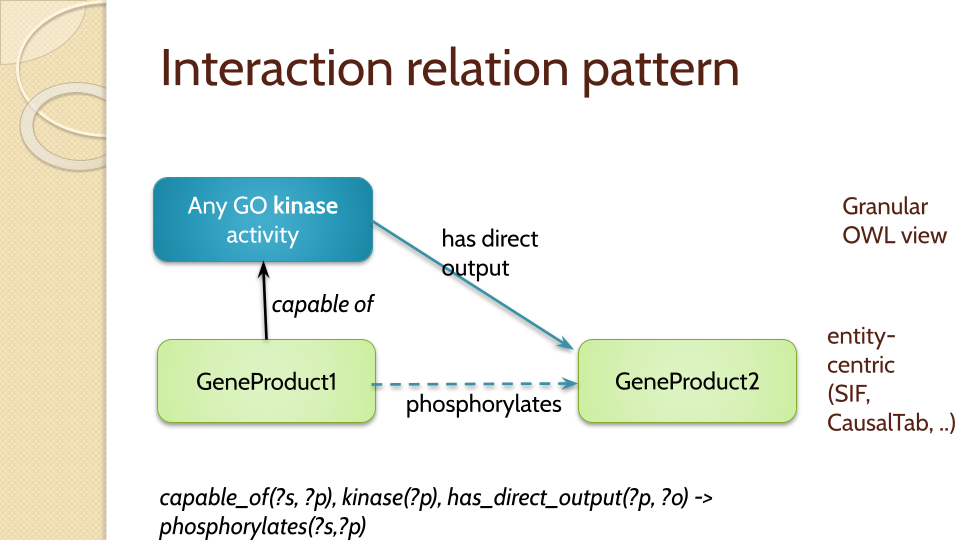 Interaction relation pattern
Any GO kinase
activity
Granular
OWL view
has direct
output
capable of
GeneProduct1
phosphorylates
GeneProduct2
entity-
centric
(SIF,
CausalTab, ..)
capable_of(?s, ?p), kinase(?p), has_direct_output(?p, ?o) ->
phosphorylates(?s,?p)